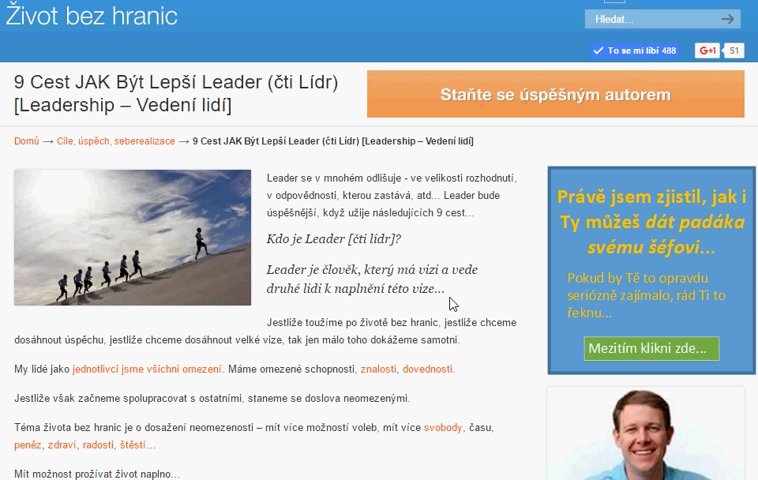 Život bez hranic
Hledat...
To se mi líbí 488
G+1 51
9 Cest JAK Být Lepší Leader (čti Lídr)
[Leadership – Vedení lidí]
Staňte se úspěšným autorem
Domů → Cíle, úspěch, seberealizace → 9 Cest JAK Být Lepší Leader (čti Lídr) [Leadership – Vedení lidí]
Leader se v mnohém odlišuje - ve velikosti rozhodnutí,
v odpovědnosti, kterou zastává, atd... Leader bude
úspěšnější, když užije následujících 9 cest...
Kdo je Leader [čti lídr]?
Leader je člověk, který má vizi a vede
druhé lidi k naplnění této vize...
Jestliže toužíme po životě bez hranic, jestliže chceme
dosáhnout úspěchu, jestliže chceme dosáhnout velké vize, tak jen málo toho dokážeme samotni.
My lidé jako jednotlivci jsme všichni omezení. Máme omezené schopnosti, znalosti, dovednosti.
Jestliže však začneme spolupracovat s ostatními, staneme se doslova neomezenými.
Téma života bez hranic je o dosažení neomezenosti – mít více možností voleb, mít více svobody, času,
peněz, zdraví, radosti, štěstí...
Mít možnost prožívat život naplno...
Právě jsem zjistil, jak i
Ty můžeš dát padáka
svému šéfovi...
Pokud by Tě to opravdu
seriózně zajímalo, rád Ti to
řeknu...
Mezitím klikni zde...